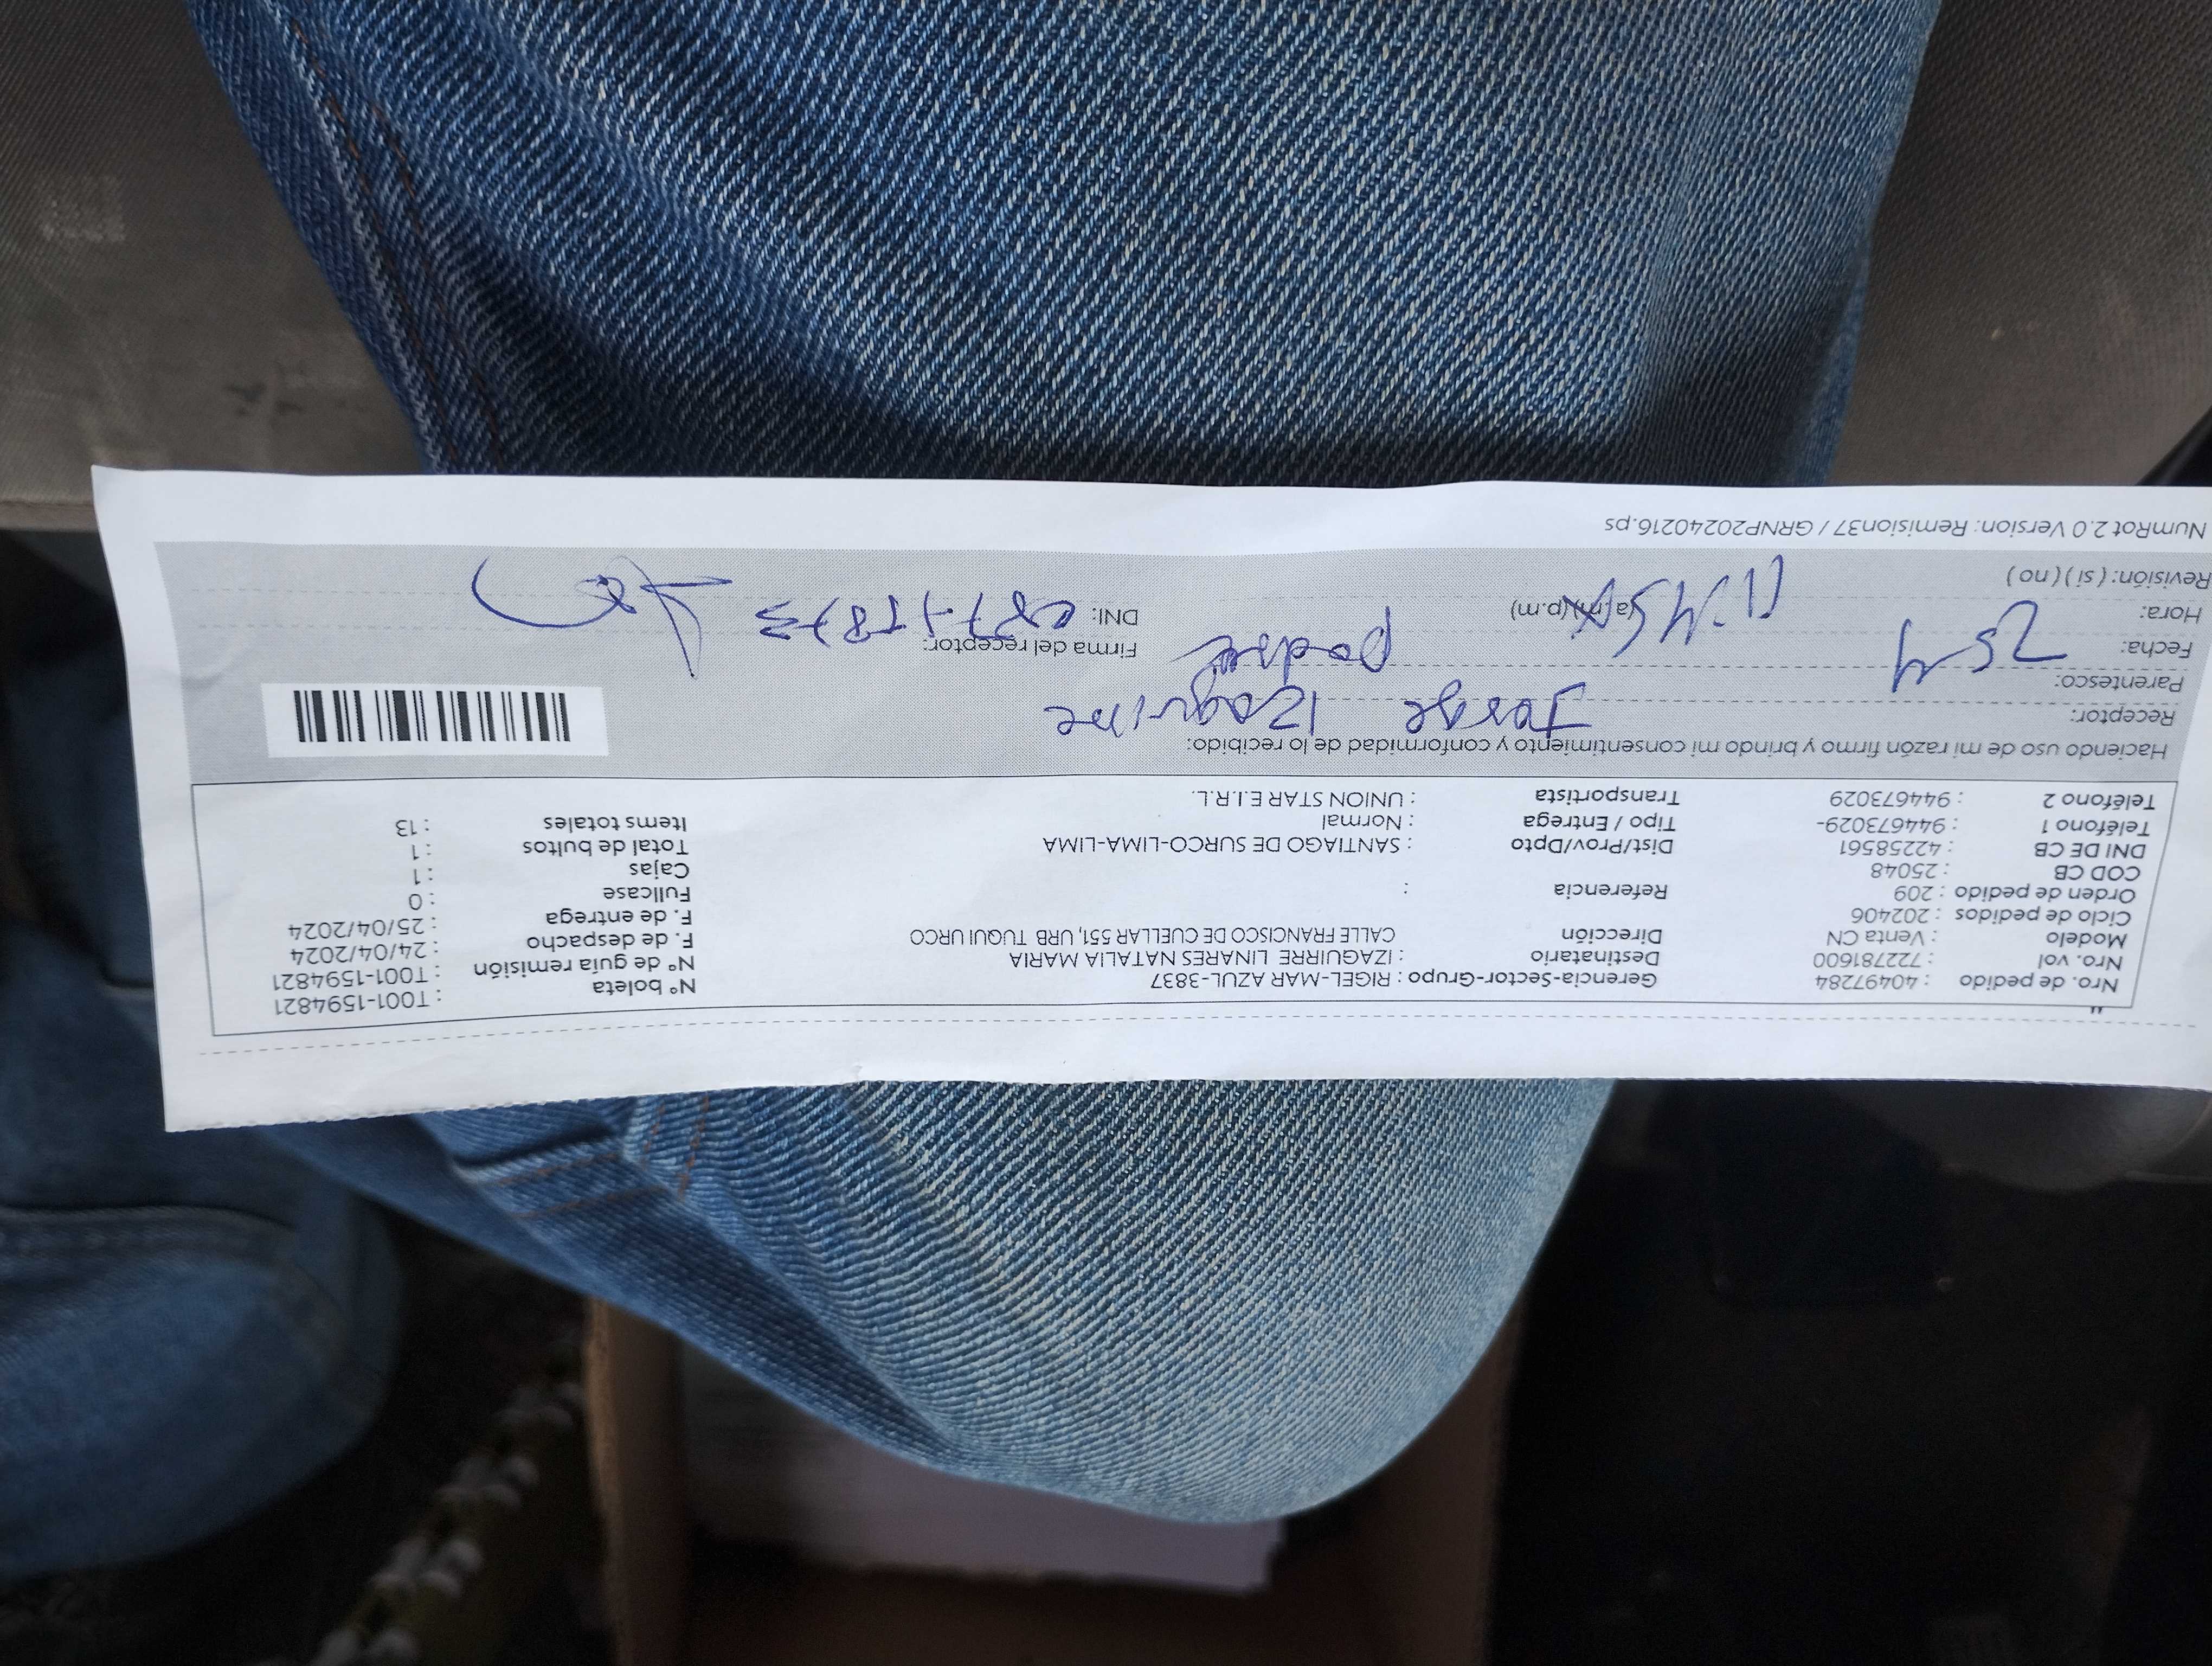 Nro. de pedido : 40497284 Gerencia-Sector-Grupo : RIGEL-MAR AZUL-3837 N° boleta : T001-1594821
Nro. vol. : 722781600 Destinatario : IZAGUIRRE LINARES NATALIA MARIA N° de guía remisión : T001-1594821
Modelo : Venta CN Dirección CALLE FRANCISCO DE CUELLAR 551, URB TUQUI URCO F. de despacho : 24/04/2024
Ciclo de pedidos : 202406 F. de entrega : 25/04/2024
Orden de pedido : 209 Referencia : Fullcase : 0
COD CB : 25048 Cajas : 1
DNI DE CB : 42258561 Dist/Prov/Dpto : SANTIAGO DE SURCO-LIMA-LIMA Total de bultos : 1
Teléfono 1 : 944673029- Tipo / Entrega : Normal Items totales : 13
Teléfono 2 : 944673029 Transportista : UNION STAR E.I.R.L.
Haciendo uso de mi razón firmo y brindo mi consentimiento y conformidad de lo recibido:
Receptor: Jorge Izaguirre
Parentesco: padre
Fecha: 25 4 Firma del receptor:
Hora: 11:45 (a.m) (p.m) DNI:
Revisión: ( si ) ( no )
NumRot 2.0 Version: Remision37 / GRNP20240216.ps